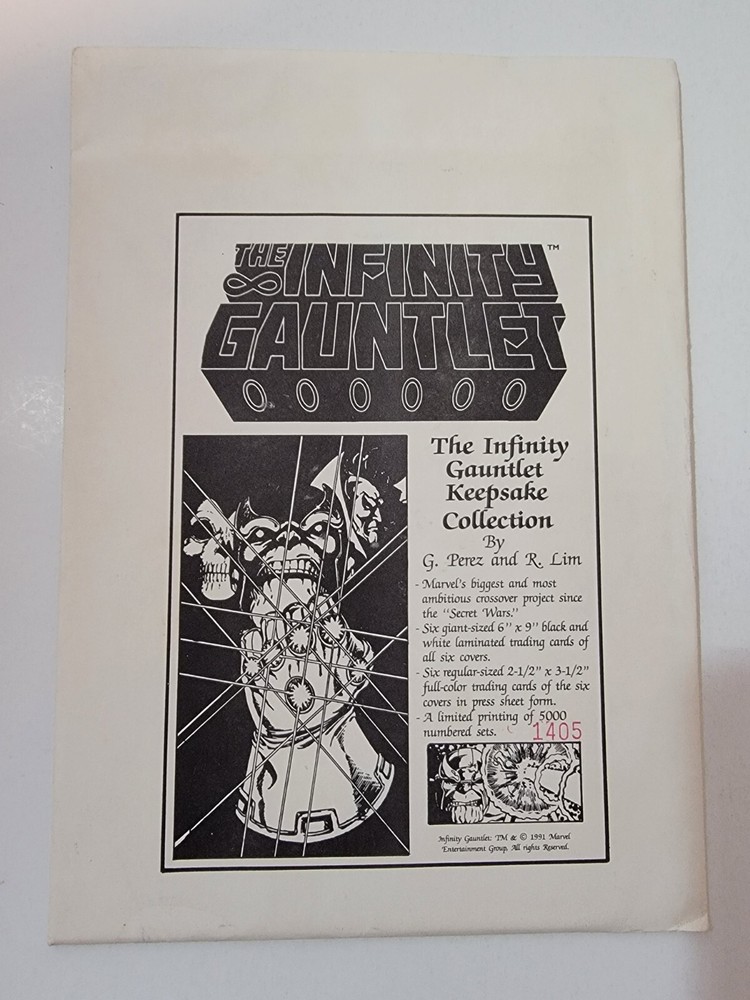 THE INFINITY™
GAUNTLET
The Infinity
Gauntlet
Keepsake
Collection
By
G. Perez and R. Lim
- Marvel's biggest and most
ambitious crossover project since
the "Secret Wars."
- Six giant-sized 6" x 9" black and
white laminated trading cards of
all six covers.
- Six regular-sized 2-1/2" x 3-1/2"
full-color trading cards of the six
covers in press sheet form.
- A limited printing of 5000
numbered sets. 1405
Infinity Gauntlet: TM & © 1991 Marvel
Entertainment Group. All rights Reserved.